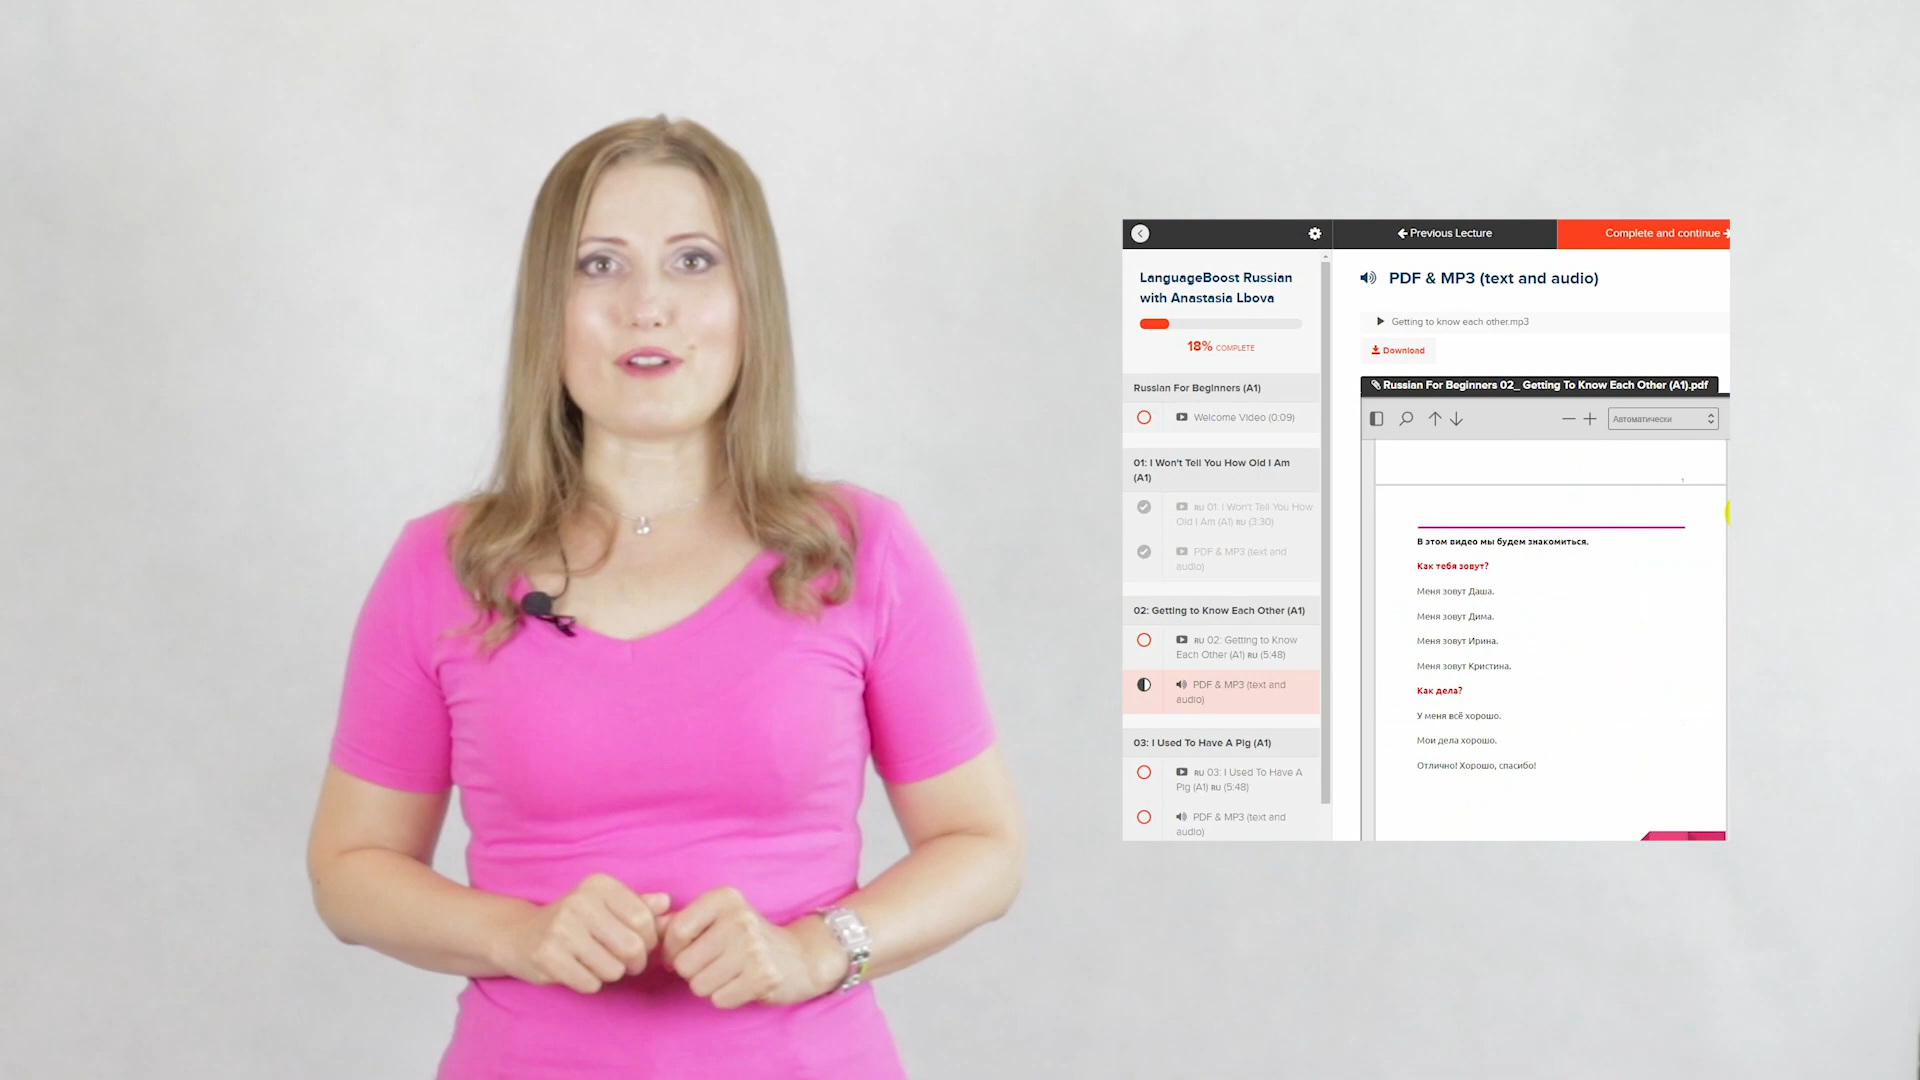 Previous Lecture
Complete and continue
LanguageBoost Russian
with Anastasia Lbova
18% COMPLETE
Russian For Beginners (A1)
Welcome Video (0:09)
01: I Won't Tell You How Old I Am
(A1)
RU 01: I Won't Tell You How
Old I Am (A1) RU (3:30)
PDF & MP3 (text and
audio)
02: Getting to Know Each Other (A1)
RU 02: Getting to Know
Each Other (A1) RU (5:48)
PDF & MP3 (text and
audio)
03: I Used To Have A Pig (A1)
RU 03: I Used To Have A
Pig (A1) RU (5:48)
PDF & MP3 (text and
audio)
PDF & MP3 (text and audio)
Getting to know each other.mp3
Download
Russian For Beginners 02_ Getting To Know Each Other (A1).pdf
Автоматически
1
В этом видео мы будем знакомиться.
Как тебя зовут?
Меня зовут Даша.
Меня зовут Дима.
Меня зовут Ирина.
Меня зовут Кристина.
Как дела?
У меня всё хорошо.
Мои дела хорошо.
Отлично! Хорошо, спасибо!